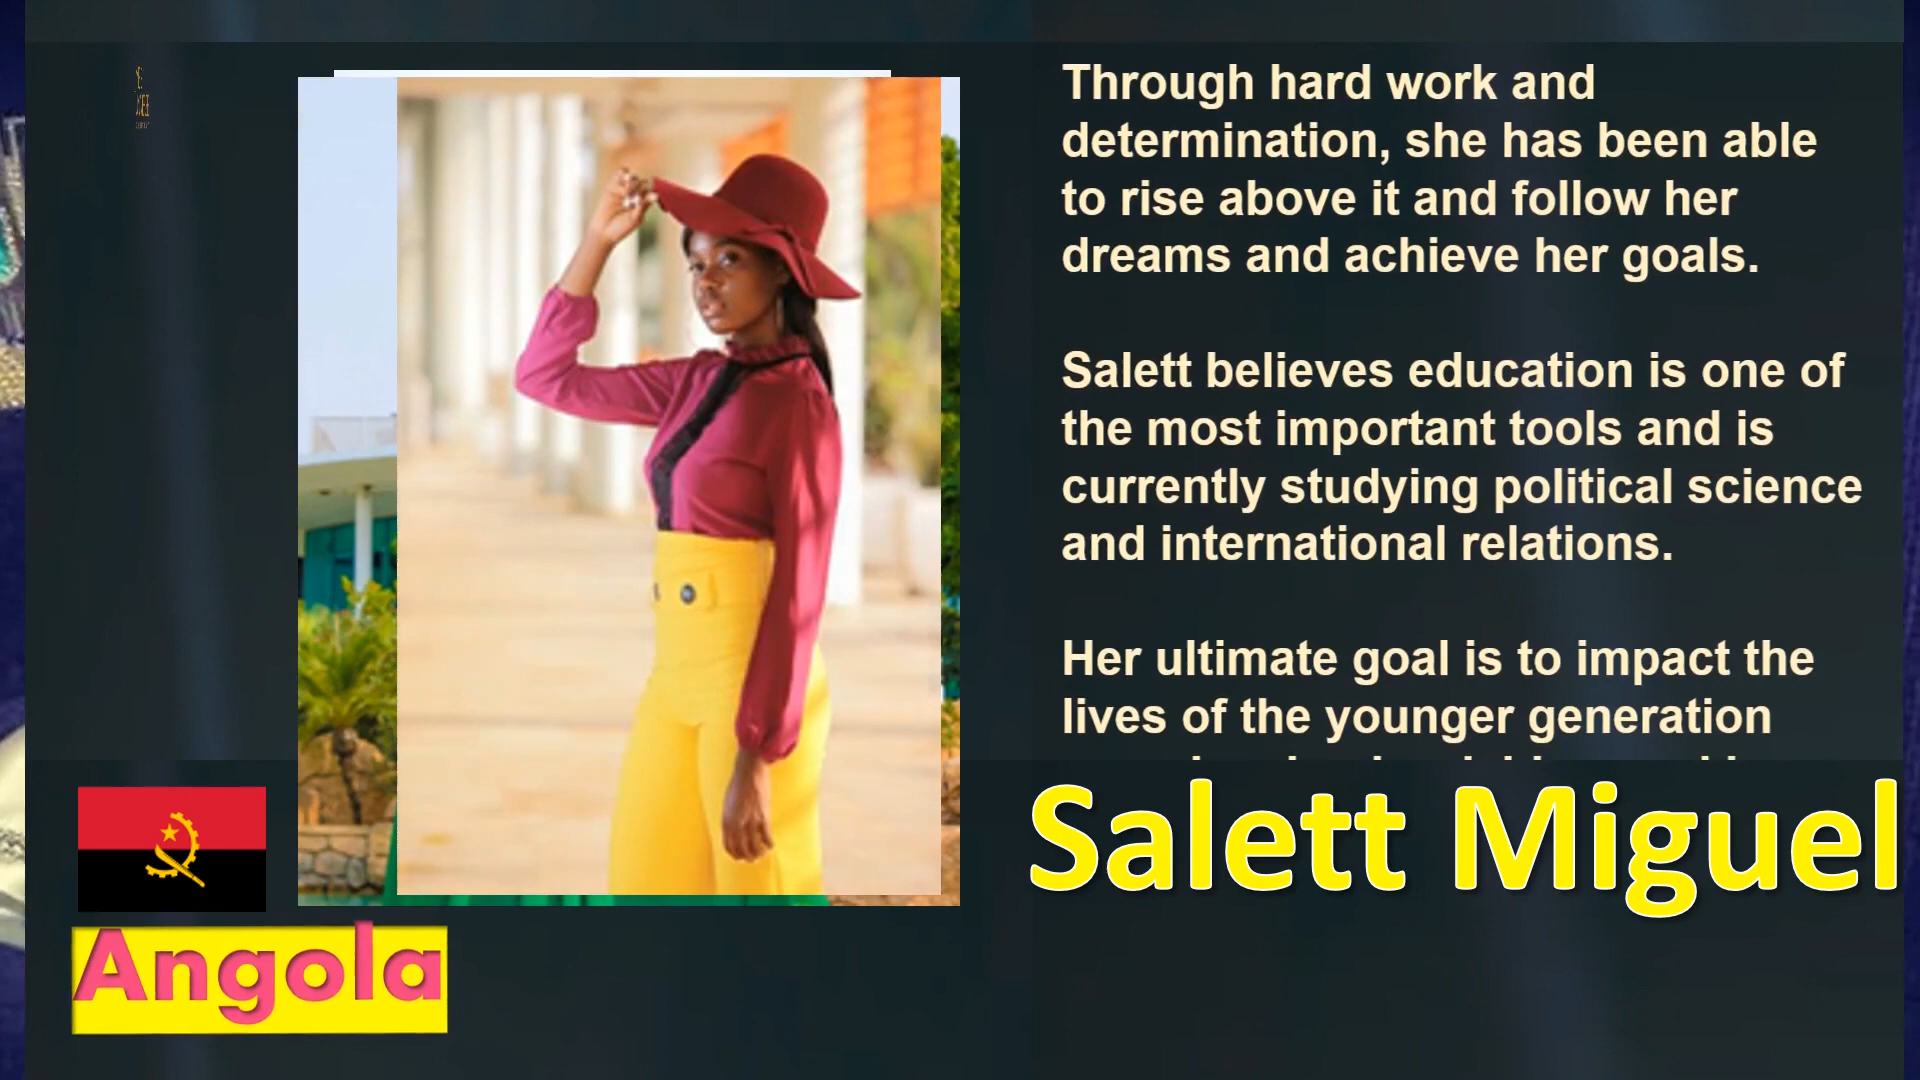 Through hard work and
determination, she has been able
to rise above it and follow her
dreams and achieve her goals.
Salett believes education is one of
the most important tools and is
currently studying political science
and international relations.
Her ultimate goal is to impact the
lives of the younger generation
Salett Miguel
Angola